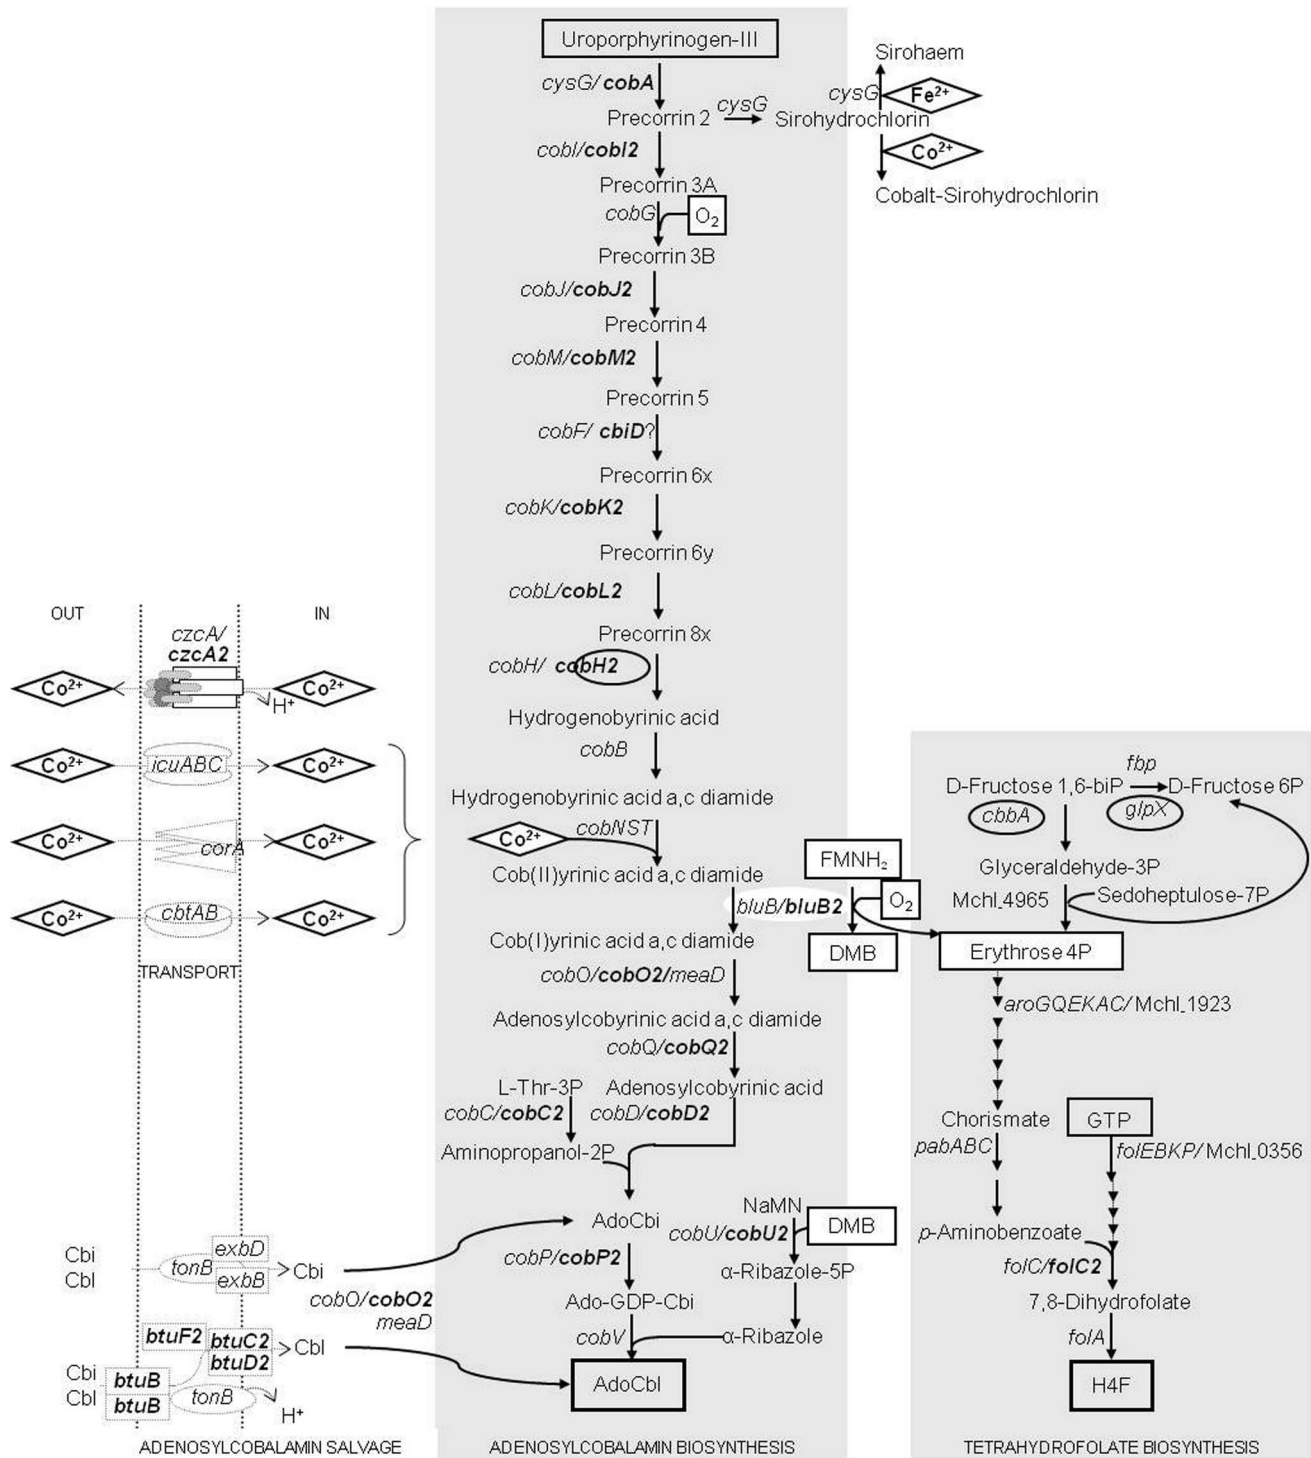 Uroporphyrinogen-III
cysG/ cobA
Precorrin 2
cysG
Sirohydrochlorin
Sirohaem
cysG
Fe²⁺
Co²⁺
Cobalt-Sirohydrochlorin
cobI/cobI2
Precorrin 3A
cobG
O₂
Precorrin 3B
cobJ/cobJ2
Precorrin 4
cobM/cobM2
Precorrin 5
cobF/ cbiD?
Precorrin 6x
cobK/cobK2
Precorrin 6y
cobL/cobL2
Precorrin 8x
cobH/ cobH2
Hydrogenobyrinic acid
cobB
Hydrogenobyrinic acid a,c diamide
cobNST
Co²⁺
Cob(II)yrinic acid a,c diamide
bluB/bluB2
FMNH₂
O₂
DMB
Cob(I)yrinic acid a,c diamide
cobO/cobO2/meaD
Adenosylcobyrinic acid a,c diamide
cobQ/cobQ2
L-Thr-3P
Adenosylcobyrinic acid
cobC/cobC2
cobD/cobD2
Aminopropanol-2P
AdoCbi
NaMN
cobU/cobU2
DMB
cobP/cobP2
α-Ribazole-5P
Ado-GDP-Cbi
cobV
α-Ribazole
AdoCbl
ADENOSYLCOBALAMIN BIOSYNTHESIS
OUT
IN
czcA/
czcA2
Co²⁺
Co²⁺
H⁺
Co²⁺
icuABC
Co²⁺
Co²⁺
corA
Co²⁺
Co²⁺
cbtAB
Co²⁺
TRANSPORT
Cbi
Cbl
tonB
exbD
exbB
Cbi
cobO/cobO2
meaD
btuF2
btuC2
btuD2
Cbl
Cbi
Cbl
btuB
btuB
tonB
H⁺
ADENOSYLCOBALAMIN SALVAGE
fbp
D-Fructose 1,6-biP
D-Fructose 6P
cbbA
glpX
Glyceraldehyde-3P
Mchl_4965
Sedoheptulose-7P
Erythrose 4P
aroGQEKAC/ Mchl_1923
Chorismate
GTP
pabABC
folEBKP/ Mchl_0356
p-Aminobenzoate
folC/folC2
7,8-Dihydrofolate
folA
H4F
TETRAHYDROFOLATE BIOSYNTHESIS